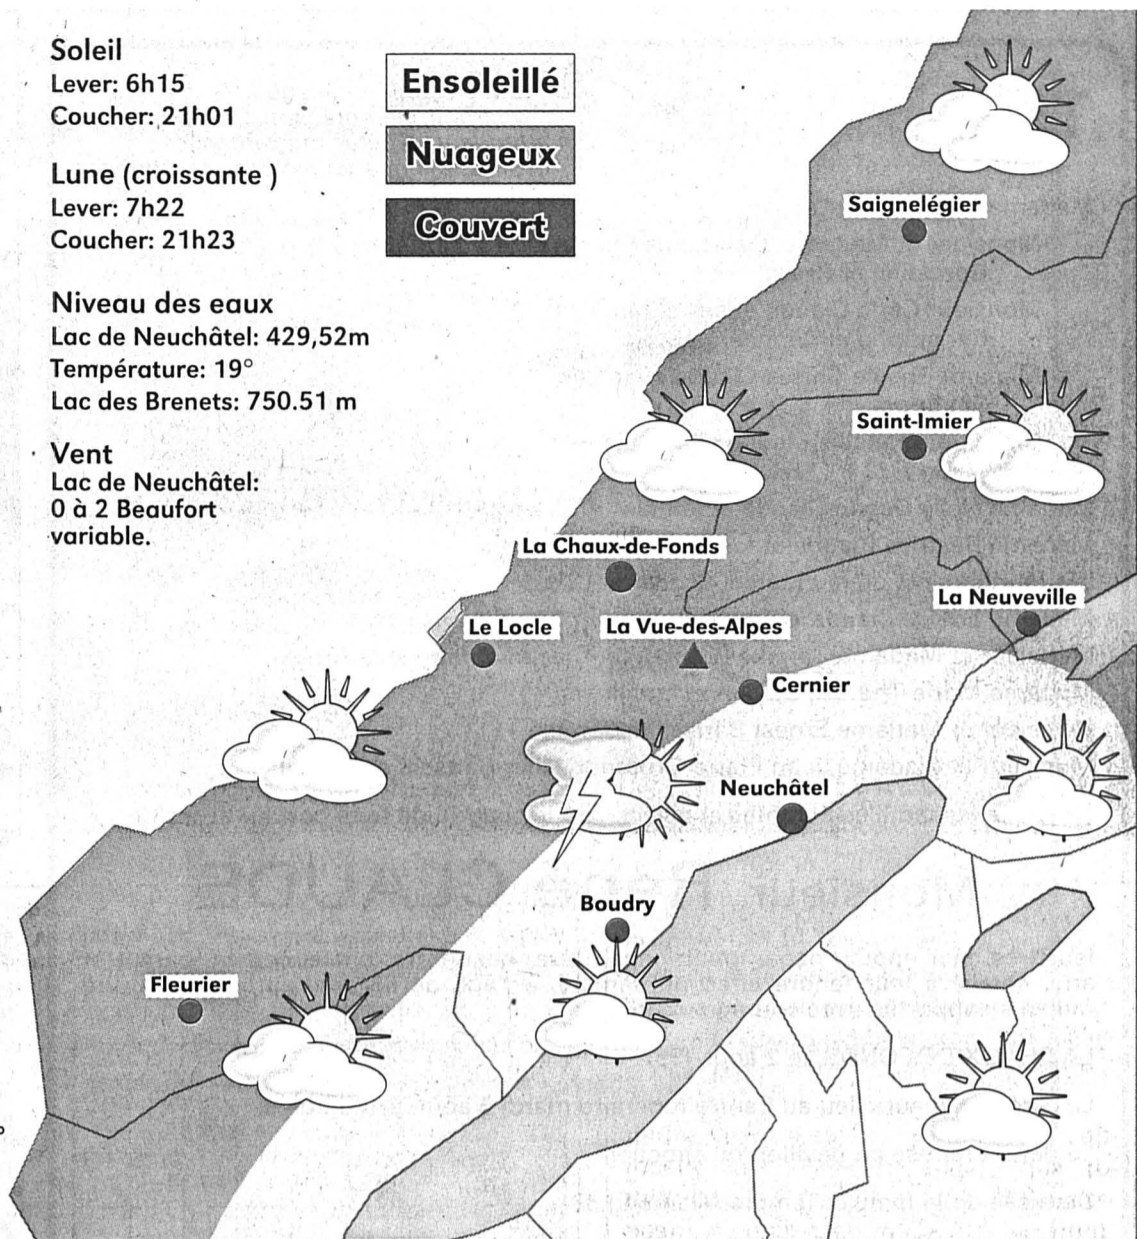 Soleil
Lever: 6h15
Coucher: 21h01
Lune (croissante )
Lever: 7h22
Coucher: 21h23
Niveau des eaux
Lac de Neuchâtel: 429,52m
Température: 19°
Lac des Brenets: 750.51 m
Vent
Lac de Neuchâtel:
0 à 2 Beaufort
variable.
Ensoleillé
Nuageux
Couvert
Saignelégier
Saint-Imier
La Chaux-de-Fonds
La Neuveville
Le Locle
La Vue-des-Alpes
Cernier
Neuchâtel
Boudry
Fleurier